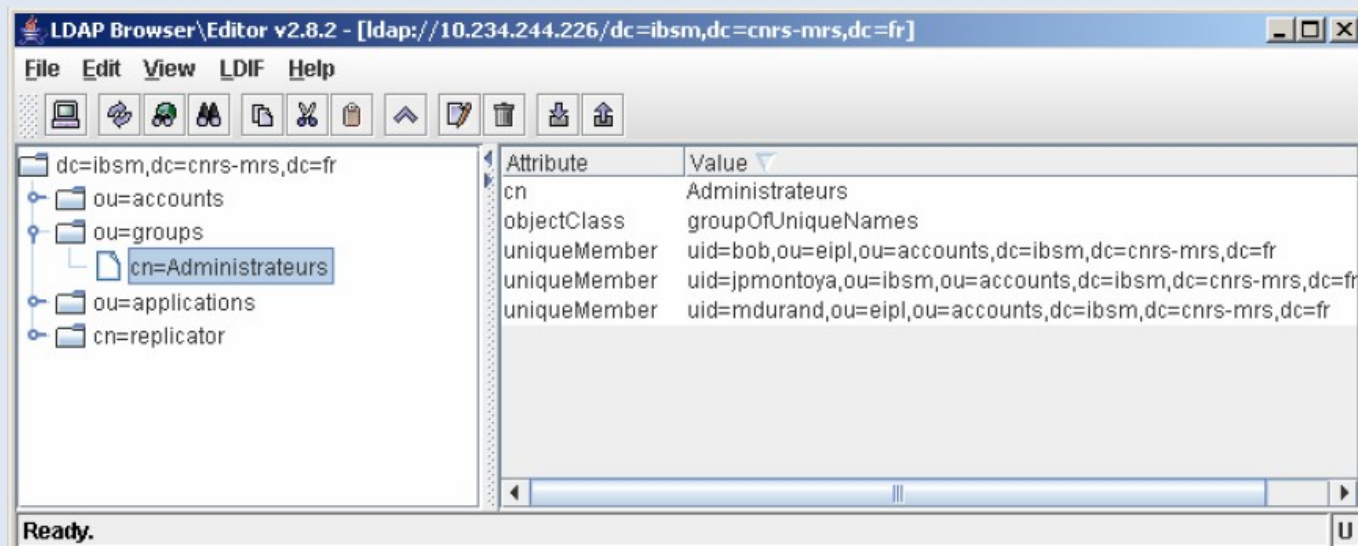 LDAP Browser\Editor v2.8.2 - [ldap://10.234.244.226/dc=ibsm,dc=cnrs-mrs,dc=fr]
File Edit View LDIF Help
dc=ibsm,dc=cnrs-mrs,dc=fr
ou=accounts
ou=groups
cn=Administrateurs
ou=applications
cn=replicator
Attribute Value
cn Administrateurs
objectClass groupOfUniqueNames
uniqueMember uid=bob,ou=eipl,ou=accounts,dc=ibsm,dc=cnrs-mrs,dc=fr
uniqueMember uid=jpmontoya,ou=ibsm,ou=accounts,dc=ibsm,dc=cnrs-mrs,dc=fr
uniqueMember uid=mdurand,ou=eipl,ou=accounts,dc=ibsm,dc=cnrs-mrs,dc=fr
Ready. U